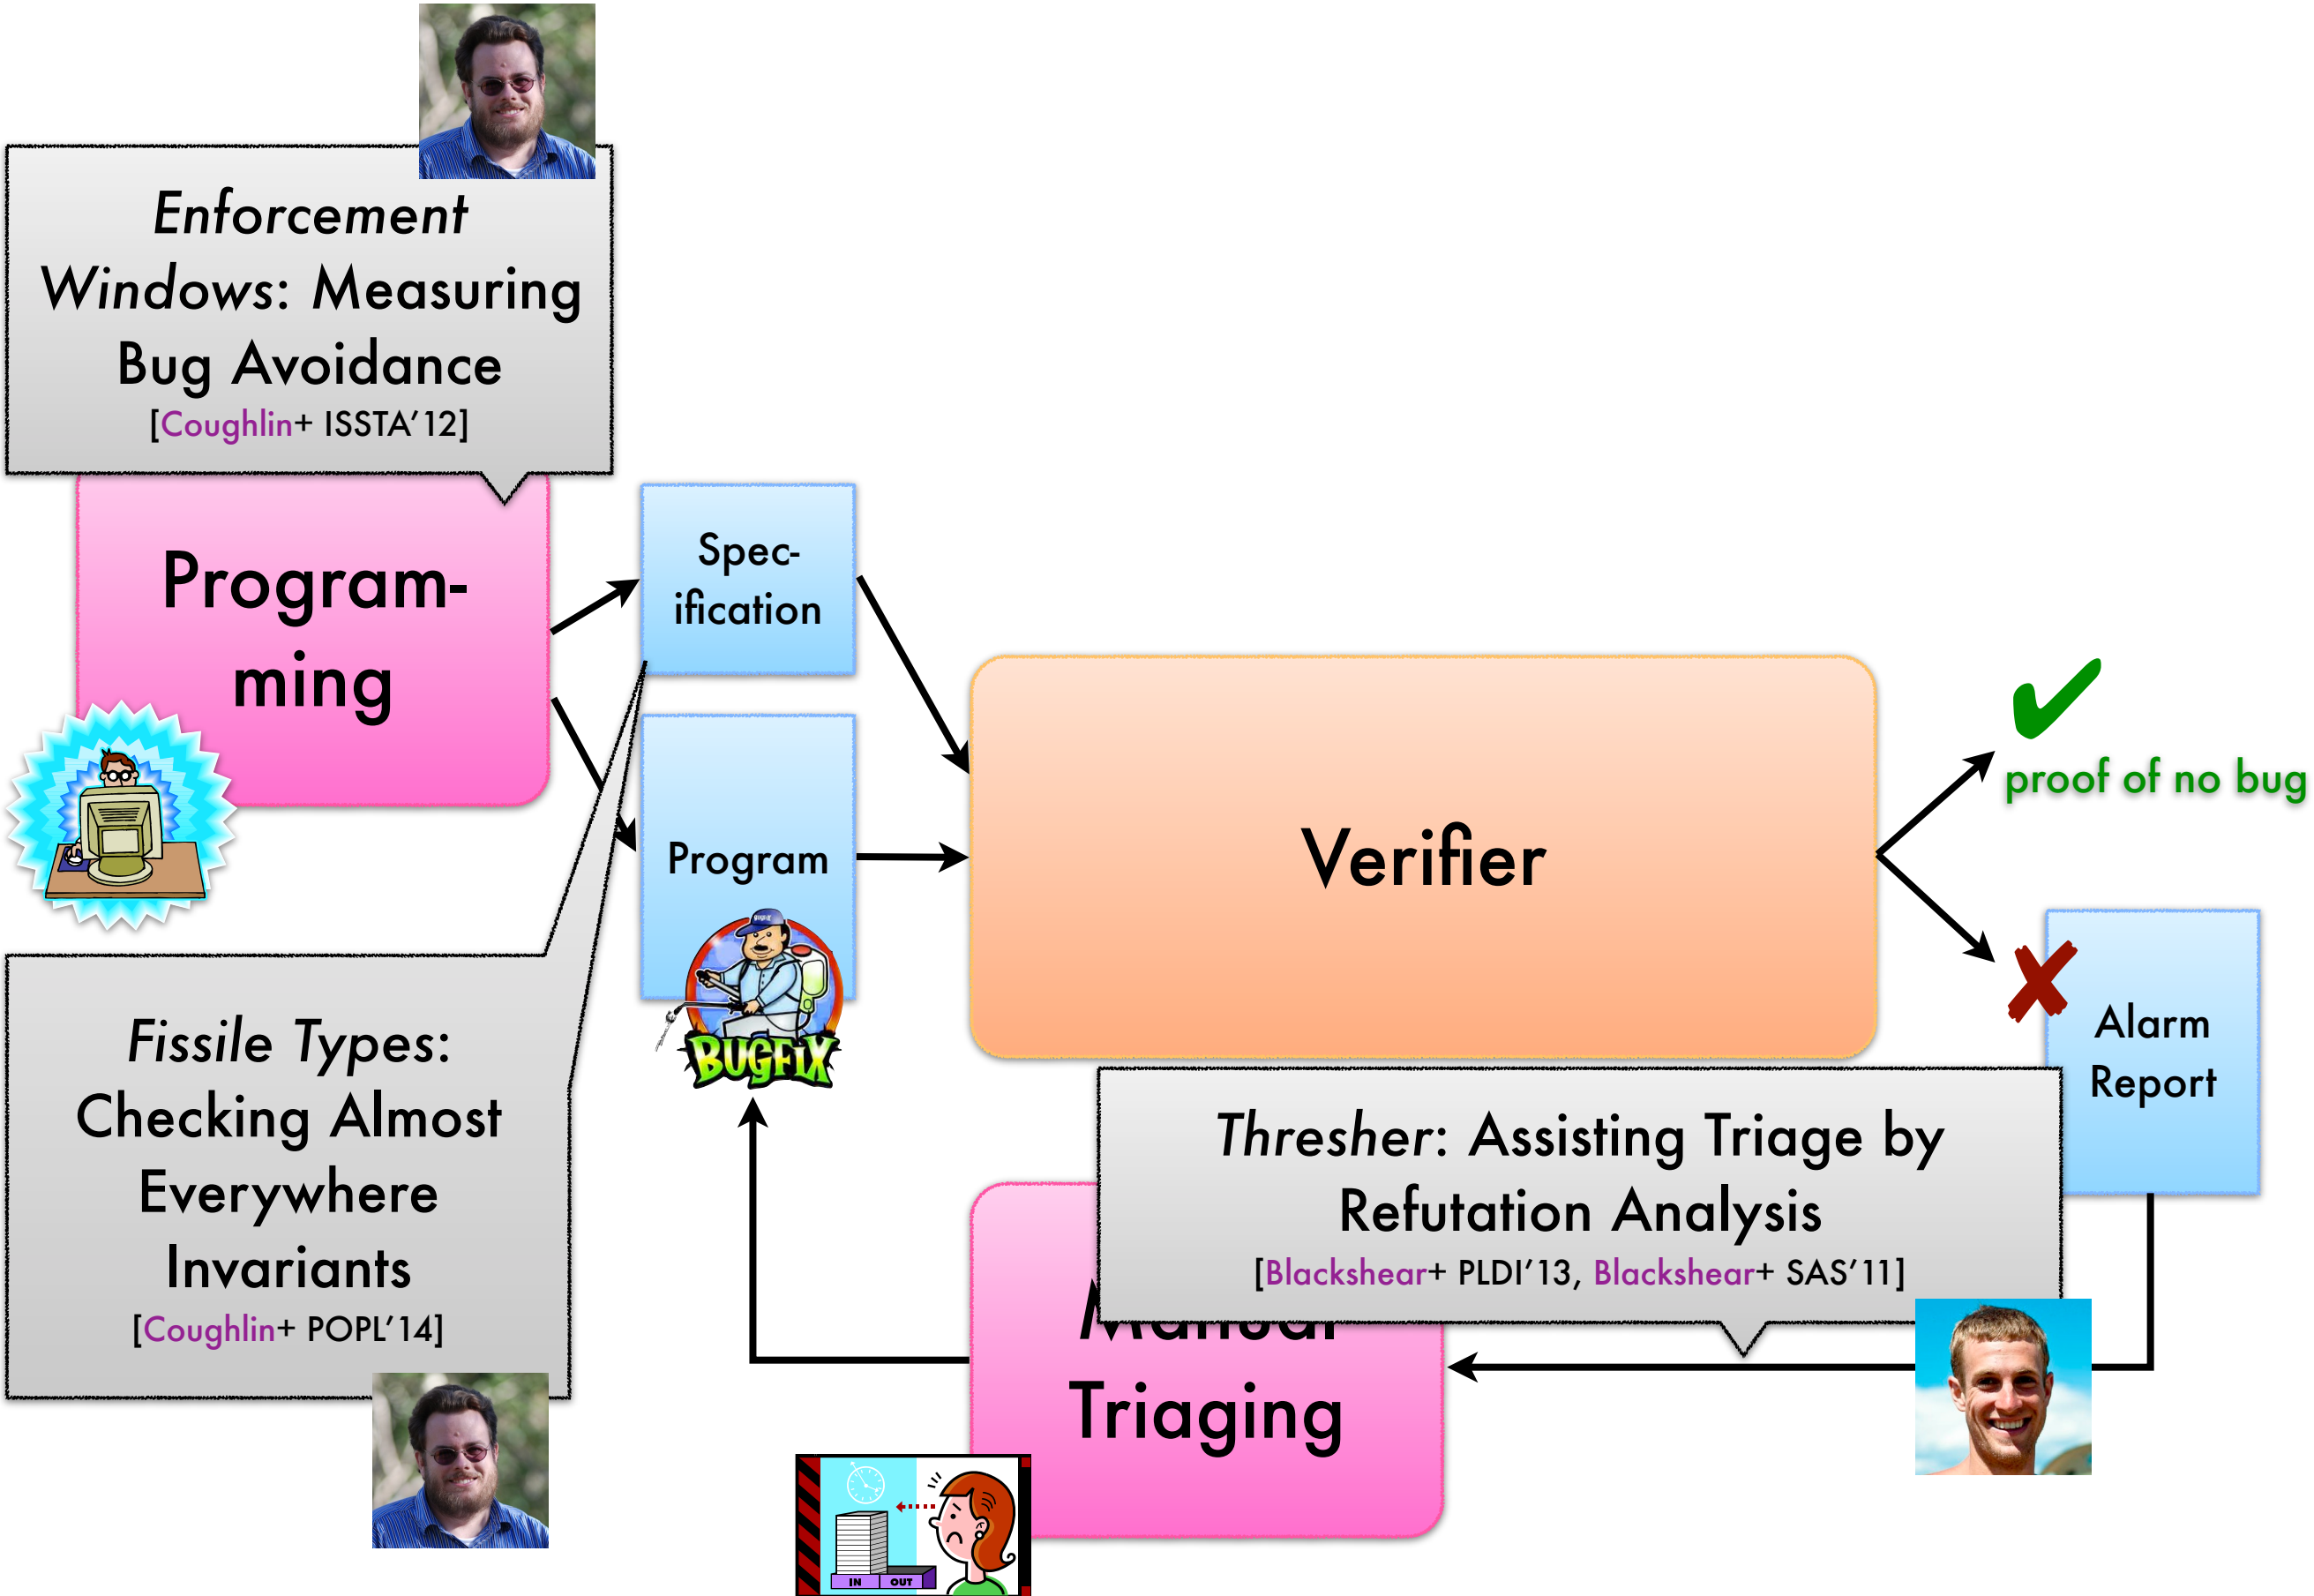 Enforcement
Windows: Measuring
Bug Avoidance
[Coughlin+ ISSTA'12]
Program-
ming
Spec-
ification
Program
BUGFIX
Verifier
proof of no bug
Alarm
Report
Fissile Types:
Checking Almost
Everywhere
Invariants
[Coughlin+ POPL'14]
Thresher: Assisting Triage by
Refutation Analysis
[Blackshear+ PLDI'13, Blackshear+ SAS'11]
Manual
Triaging
IN OUT